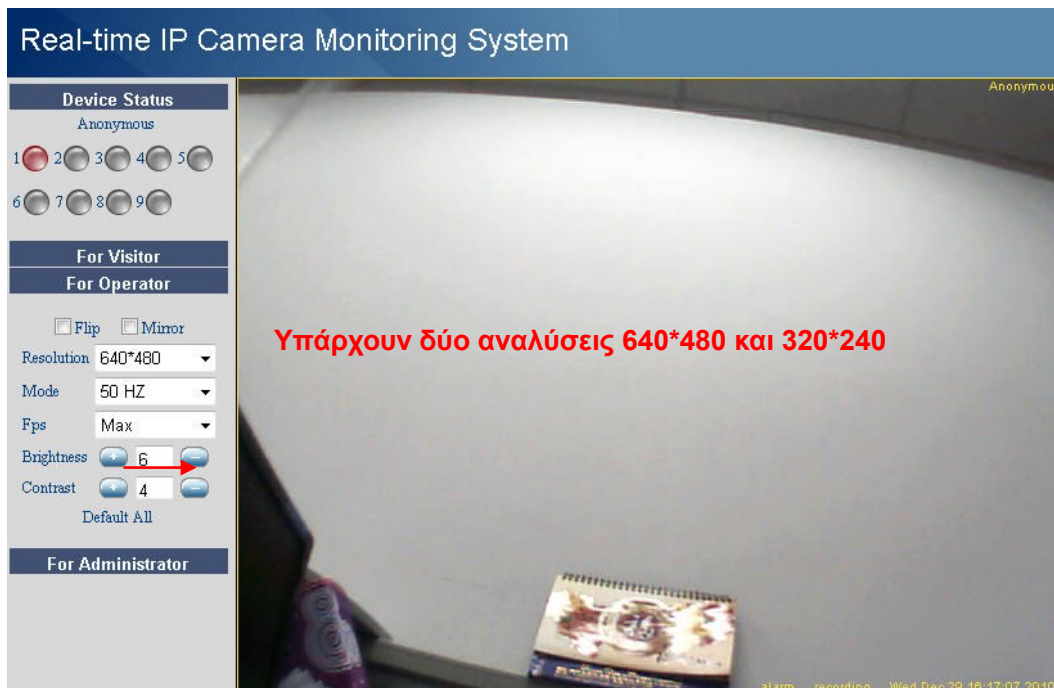 Real-time IP Camera Monitoring System
Device Status
Anonymous
1 2 3 4 5
6 7 8 9
For Visitor
For Operator
Flip Mirror
Resolution 640*480
Mode 50 HZ
Fps Max
Brightness + 6 -
Contrast + 4 -
Default All
For Administrator
Anonymou
Υπάρχουν δύο αναλύσεις 640*480 και 320*240
alarm recording Wed Dec 29 16:17:07 2010